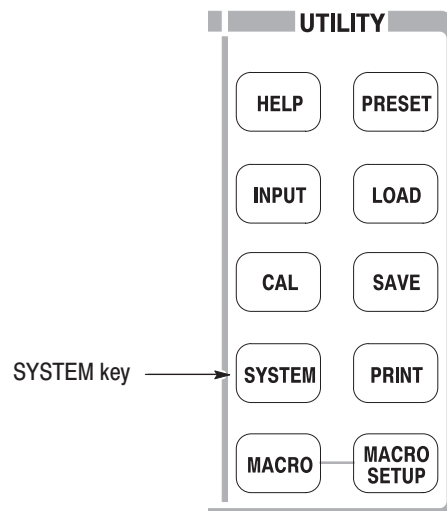 UTILITY
HELP
PRESET
INPUT
LOAD
CAL
SAVE
SYSTEM key
SYSTEM
PRINT
MACRO
MACRO
SETUP